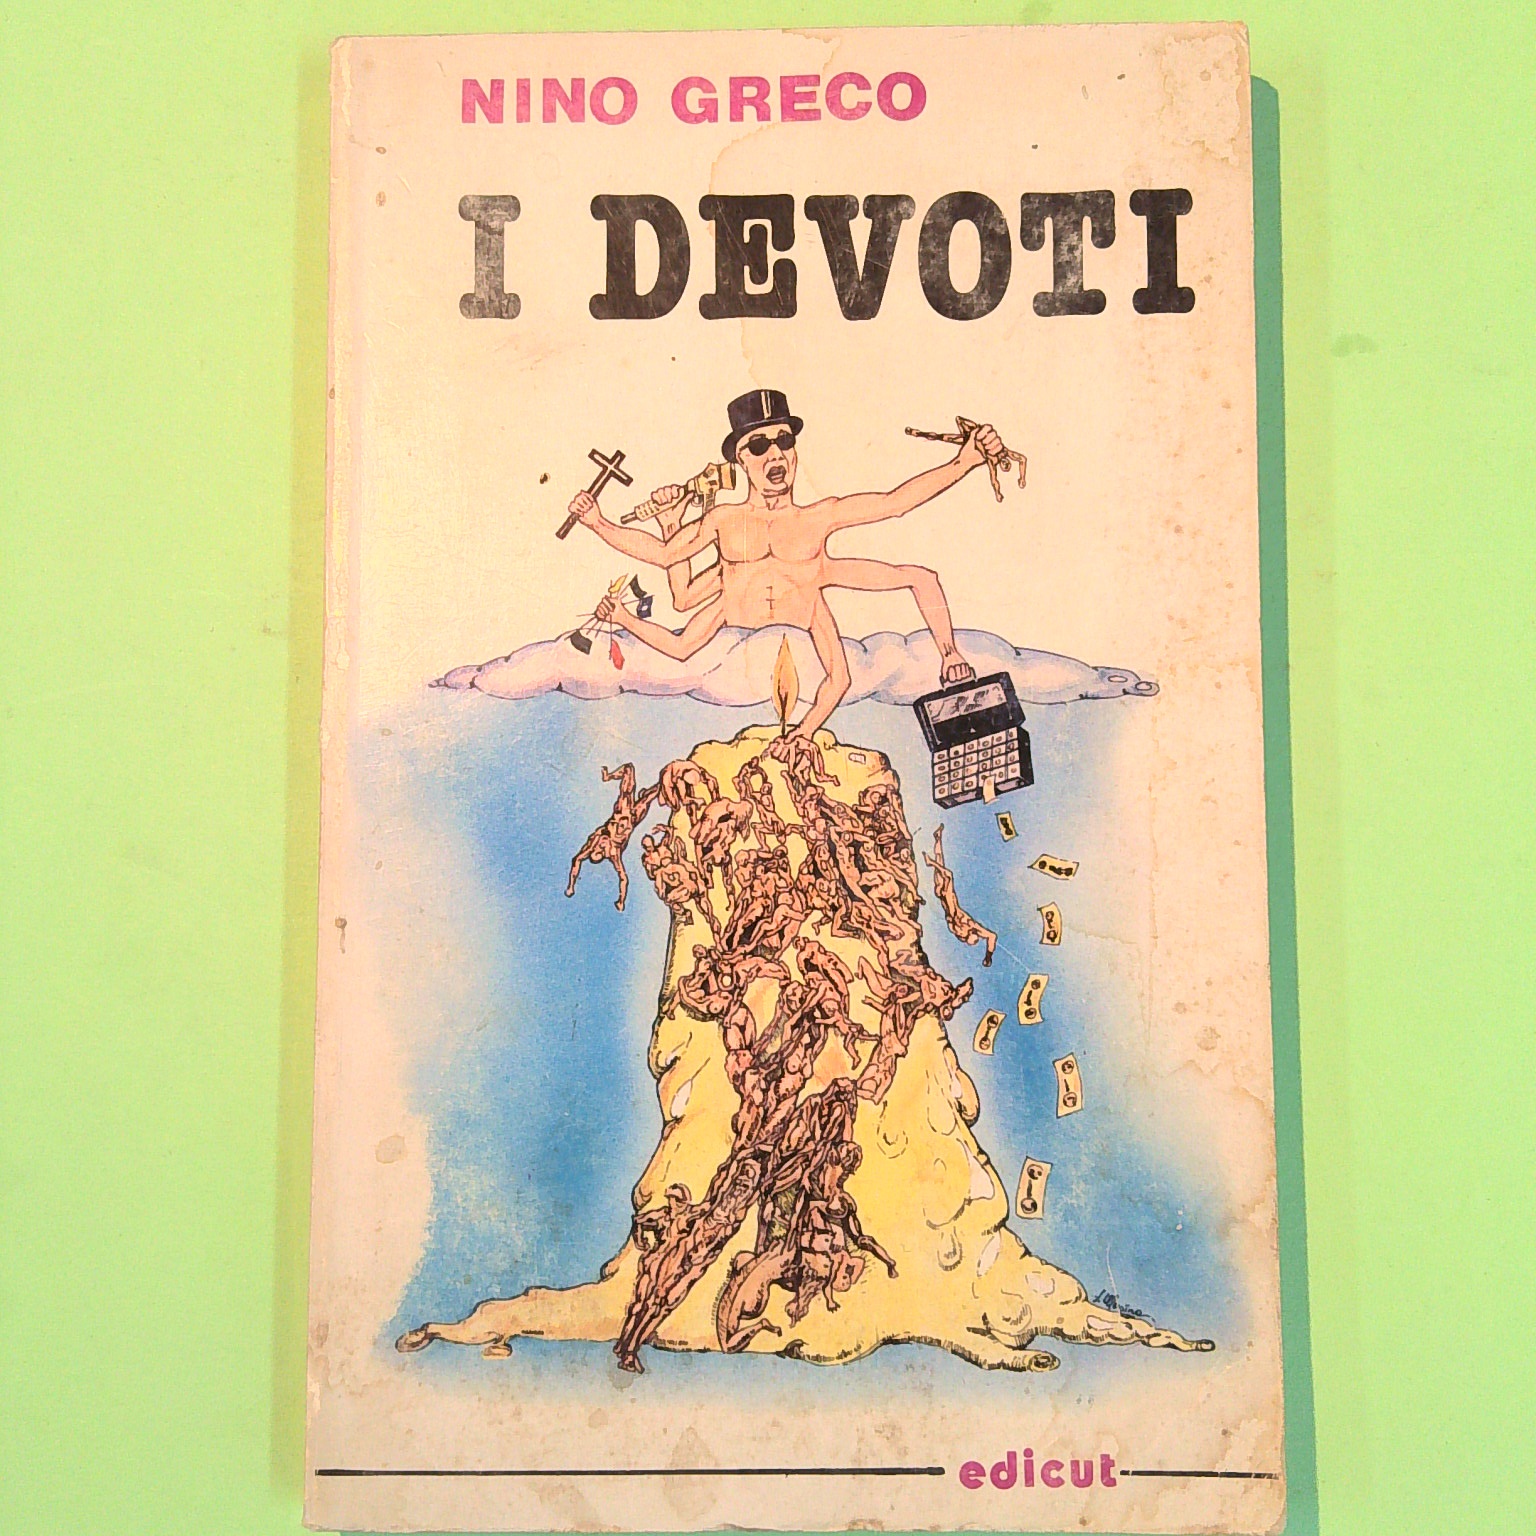 NINO GRECO
I DEVOTI
edicut